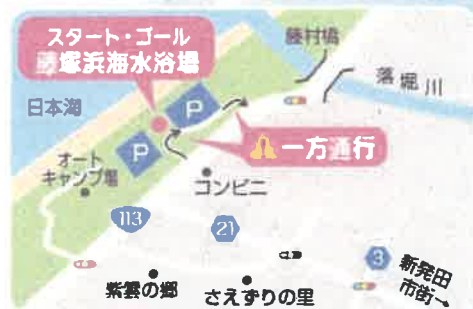 スタート・ゴール
藤塚浜海水浴場
藤村橋
落堀川
日本湖
P
P
一方通行
オート
キャンプ場
コンビニ
113
21
3
新発田
市街→
紫雲の郷
さえずりの里